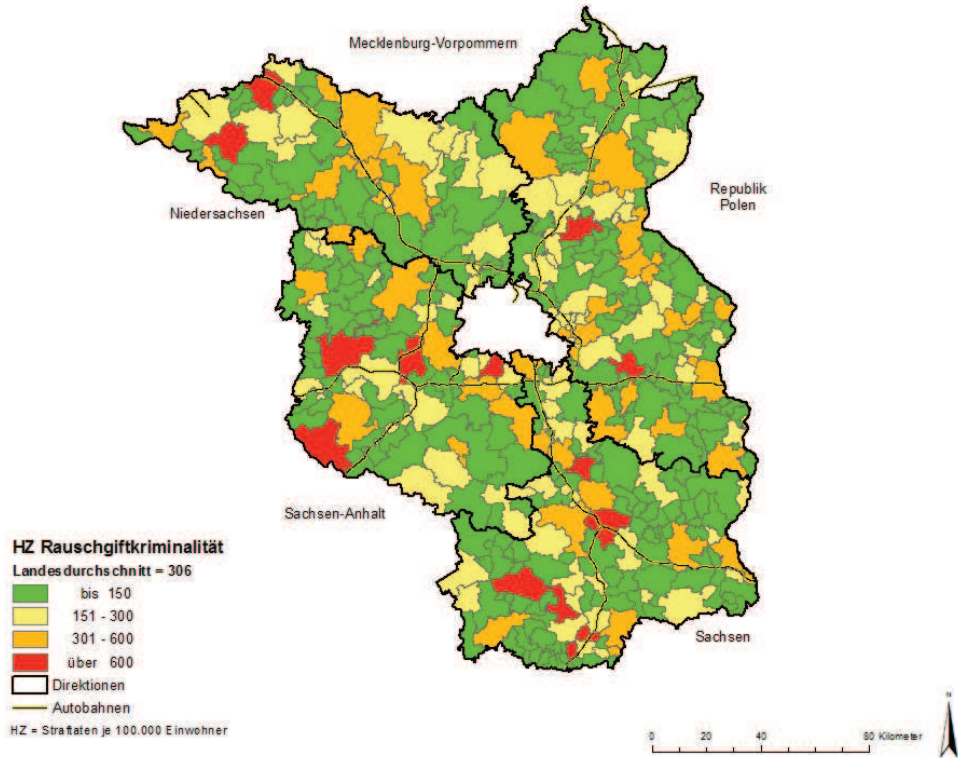 Mecklenburg-Vorpommern
Republik
Polen
Niedersachsen
Sachsen-Anhalt
Sachsen
HZ Rauschgiftkriminalität
Landesdurchschnitt = 306
bis 150
151 - 300
301 - 600
über 600
Direktionen
Autobahnen
HZ = Straftaten je 100.000 Einwohner
N
0 20 40 60 80 Kilometer